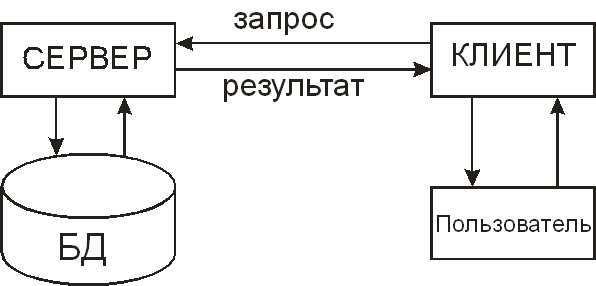 запрос
СЕРВЕР
КЛИЕНТ
результат
Пользователь
БД